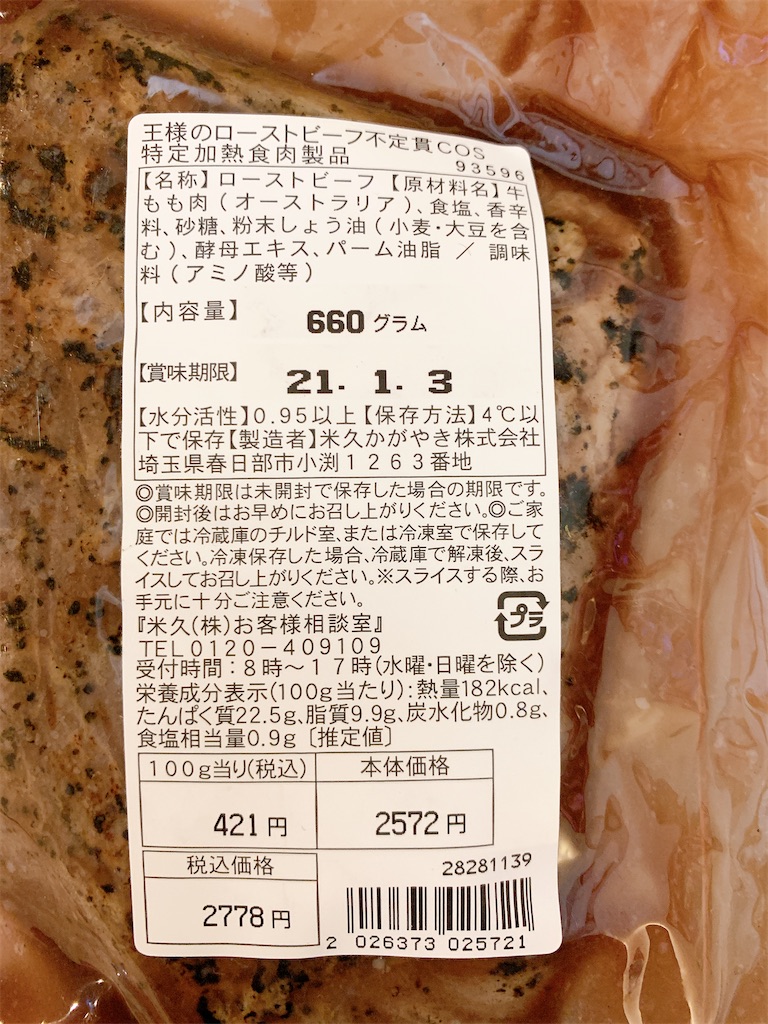 王様のローストビーフ不定貫COS
特定加熱食肉製品
93596
【名称】ローストビーフ【原材料名】牛
もも肉(オーストラリア)、食塩、香辛
料、砂糖、粉末しょう油(小麦・大豆を含
む)、酵母エキス、パーム油脂 / 調味
料(アミノ酸等)
【内容量】 660グラム
【賞味期限】 21. 1. 3
【水分活性】0.95以上【保存方法】4℃以
下で保存【製造者】米久かがやき株式会社
埼玉県春日部市小渕1263番地
◎賞味期限は未開封で保存した場合の期限です。
◎開封後はお早めにお召し上がりください。◎ご家
庭では冷蔵庫のチルド室、または冷凍室で保存して
ください。冷凍保存した場合、冷蔵庫で解凍後、スラ
イスしてお召し上がりください。※スライスする際、お
手元に十分ご注意ください。
プラ
『米久(株)お客様相談室』
TEL0120-409109
受付時間:8時~17時(水曜・日曜を除く)
栄養成分表示(100g当たり):熱量182kcal、
たんぱく質22.5g、脂質9.9g、炭水化物0.8g、
食塩相当量0.9g〔推定値〕
100g当り(税込) 本体価格
421円 2572円
税込価格 28281139
2778円
2 026373 025721